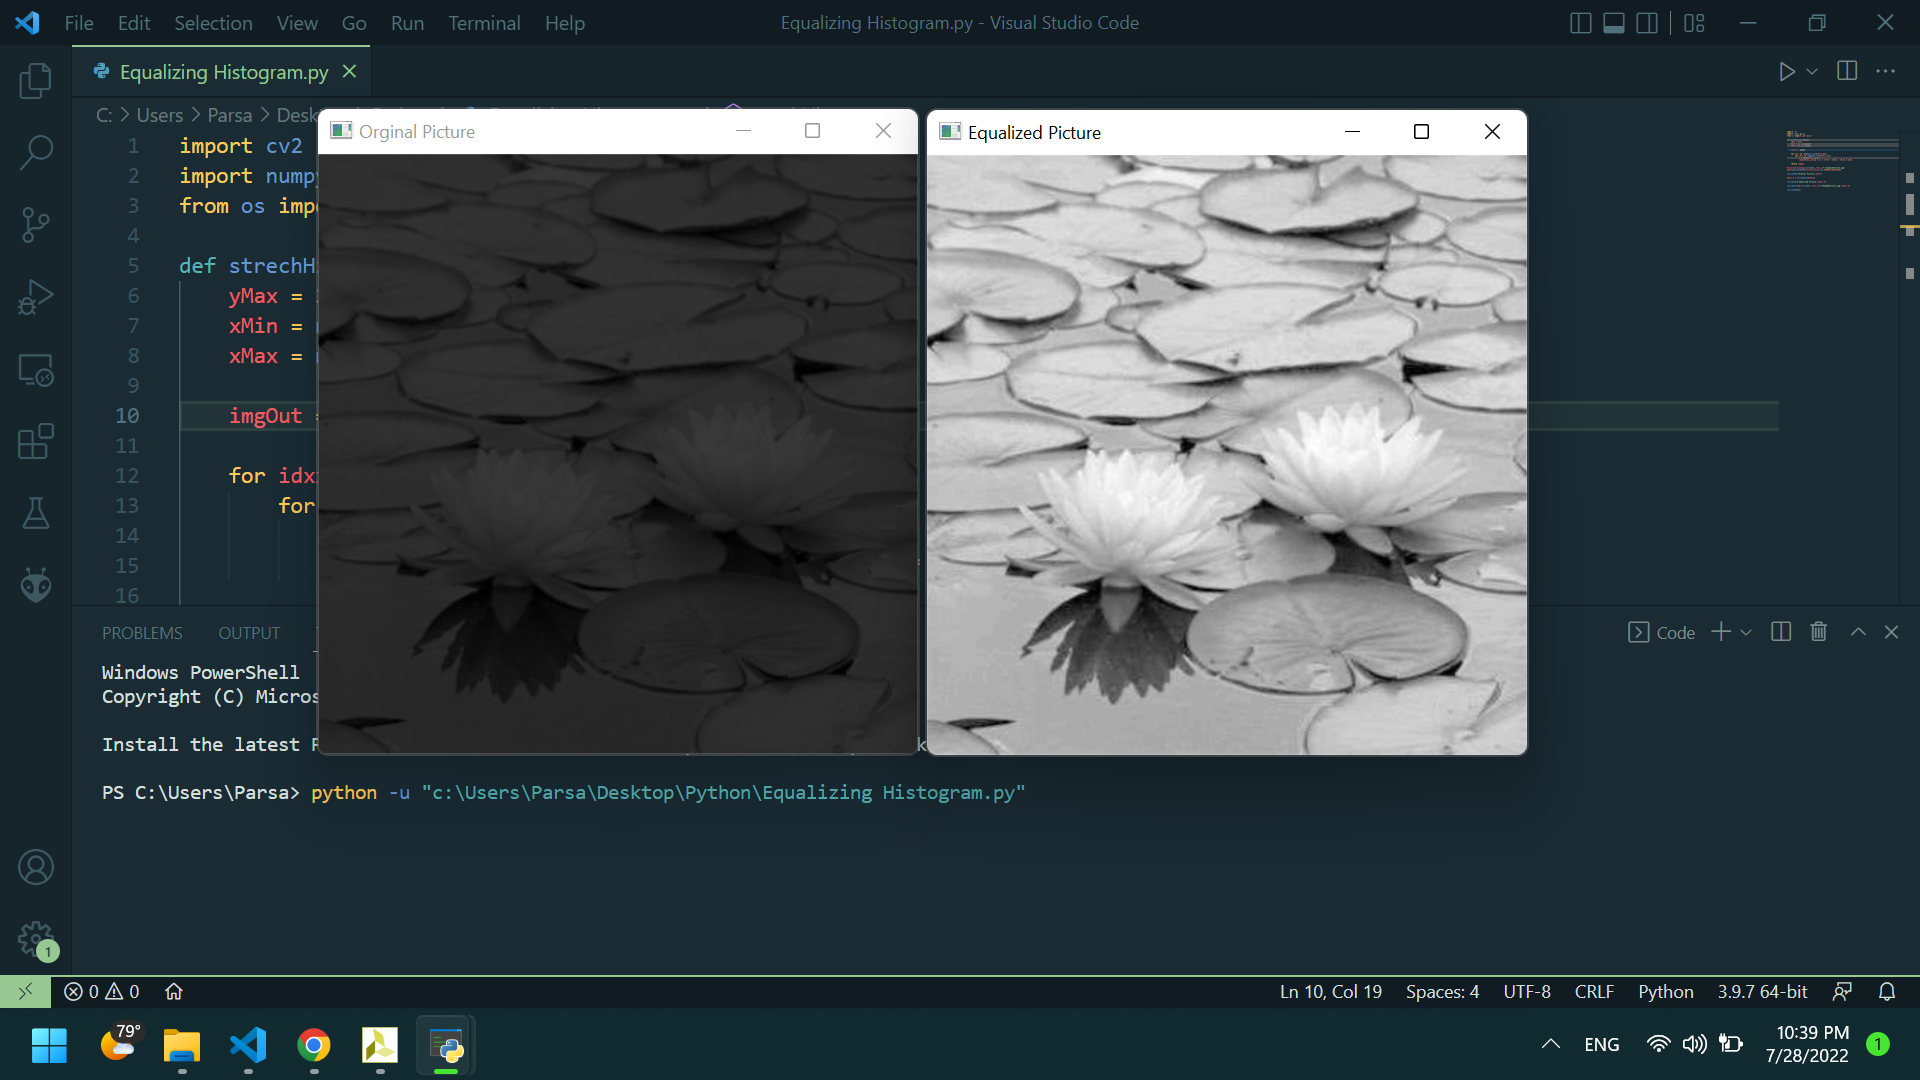 File Edit Selection View Go Run Terminal Help
Equalizing Histogram.py - Visual Studio Code
Equalizing Histogram.py
C: > Users > Parsa > Desk
Orginal Picture
Equalized Picture
1 import cv2
2 import nump
3 from os imp
4
5 def strechH
6 yMax =
7 xMin =
8 xMax =
9
10 imgOut =
11
12 for idx
13 for
14
15
16
PROBLEMS OUTPUT
Code
Windows PowerShell
Copyright (C) Micros
Install the latest P
PS C:\Users\Parsa> python -u "c:\Users\Parsa\Desktop\Python\Equalizing Histogram.py"
1
0 0
Ln 10, Col 19 Spaces: 4 UTF-8 CRLF Python 3.9.7 64-bit
79°
ENG
10:39 PM
7/28/2022
1